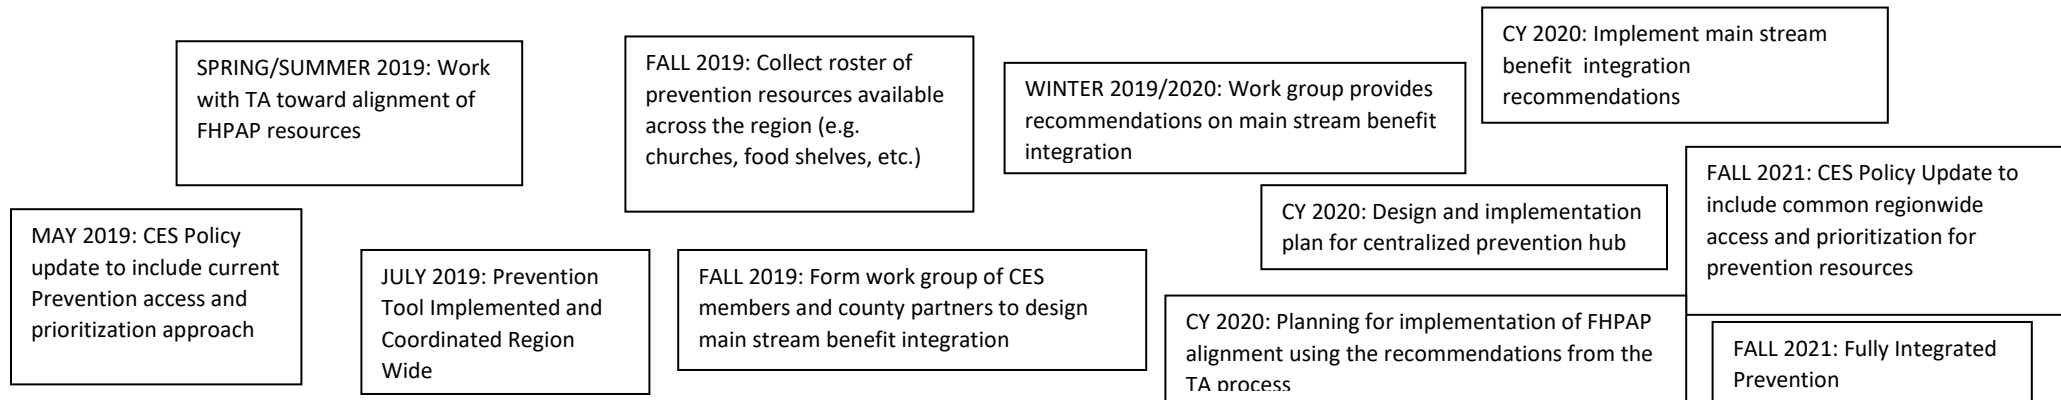 SPRING/SUMMER 2019: Work
with TA toward alignment of
FHPAP resources
FALL 2019: Collect roster of
prevention resources available
across the region (e.g.
churches, food shelves, etc.)
WINTER 2019/2020: Work group provides
recommendations on main stream benefit
integration
CY 2020: Implement main stream
benefit  integration
recommendations
MAY 2019: CES Policy
update to include current
Prevention access and
prioritization approach
JULY 2019: Prevention
Tool Implemented and
Coordinated Region
Wide
FALL 2019: Form work group of CES
members and county partners to design
main stream benefit integration
CY 2020: Design and implementation
plan for centralized prevention hub
CY 2020: Planning for implementation of FHPAP
alignment using the recommendations from the
TA process
FALL 2021: CES Policy Update to
include common regionwide
access and prioritization for
prevention resources
FALL 2021: Fully Integrated
Prevention